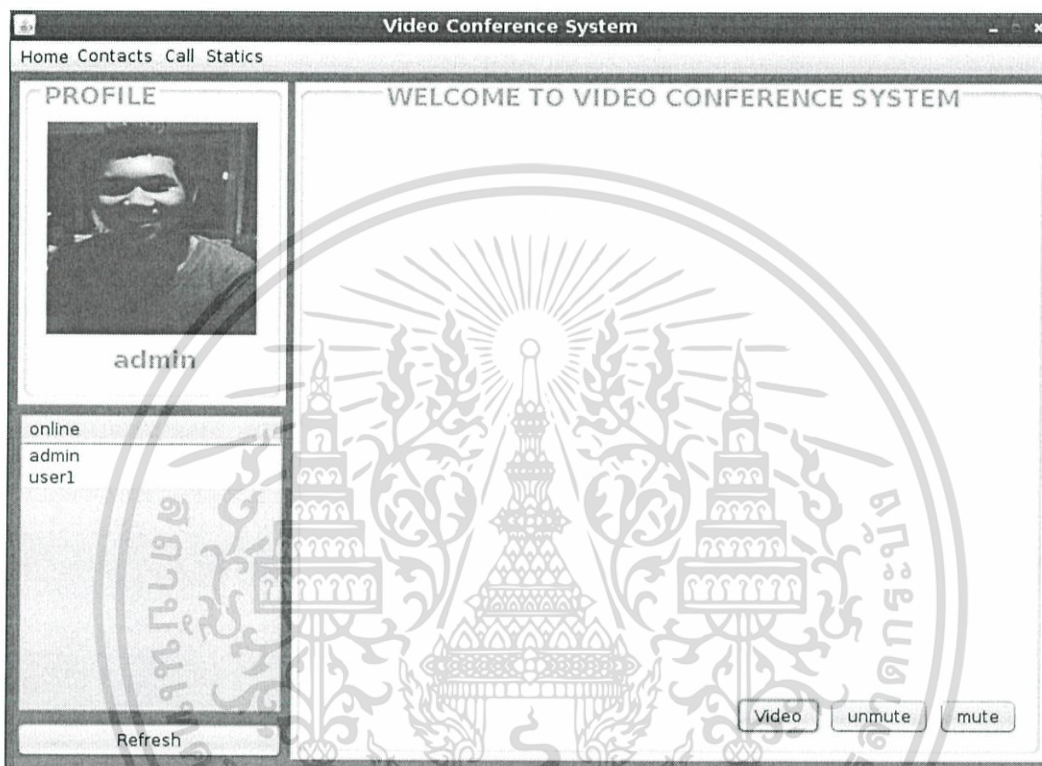 Video Conference System
Home Contacts Call Statics
PROFILE
admin
online
admin
user1
Refresh
WELCOME TO VIDEO CONFERENCE SYSTEM
Video unmute mute